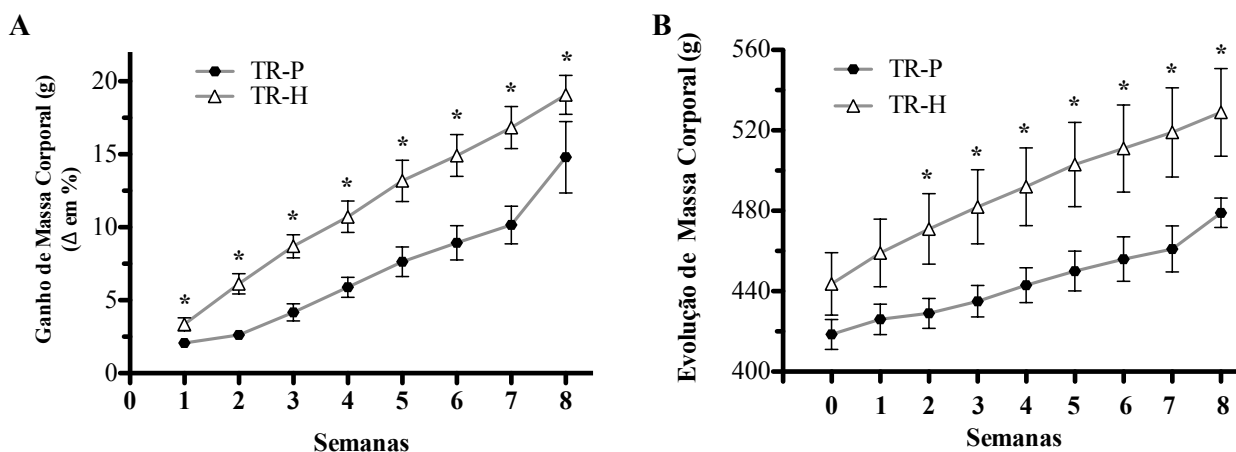 A
Ganho de Massa Corporal (g)
(Δ em %)
TR-P
TR-H
20
15
10
5
0
* * * * * * * *
0 1 2 3 4 5 6 7 8
Semanas
B
Evolução de Massa Corporal (g)
TR-P
TR-H
560
520
480
440
400
* * * * * * *
0 1 2 3 4 5 6 7 8
Semanas